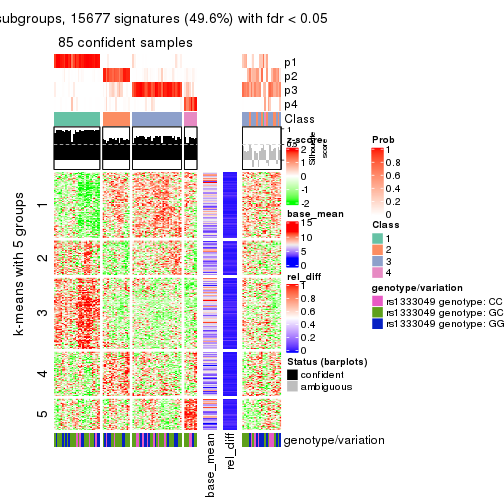 subgroups, 15677 signatures (49.6%) with fdr < 0.05
85 confident samples
p1
p2
p3
p4
Class
1
Silhouette
score
z-score
2
1
0
-1
-2
base_mean
15
10
5
0
rel_diff
1
0.8
0.6
0.4
0.2
0
Status (barplots)
confident
ambiguous
Prob
1
0.8
0.6
0.4
0.2
0
Class
1
2
3
4
genotype/variation
rs1333049 genotype: CC
rs1333049 genotype: GC
rs1333049 genotype: GG
k-means with 5 groups
1
2
3
4
5
genotype/variation
base_mean
rel_diff